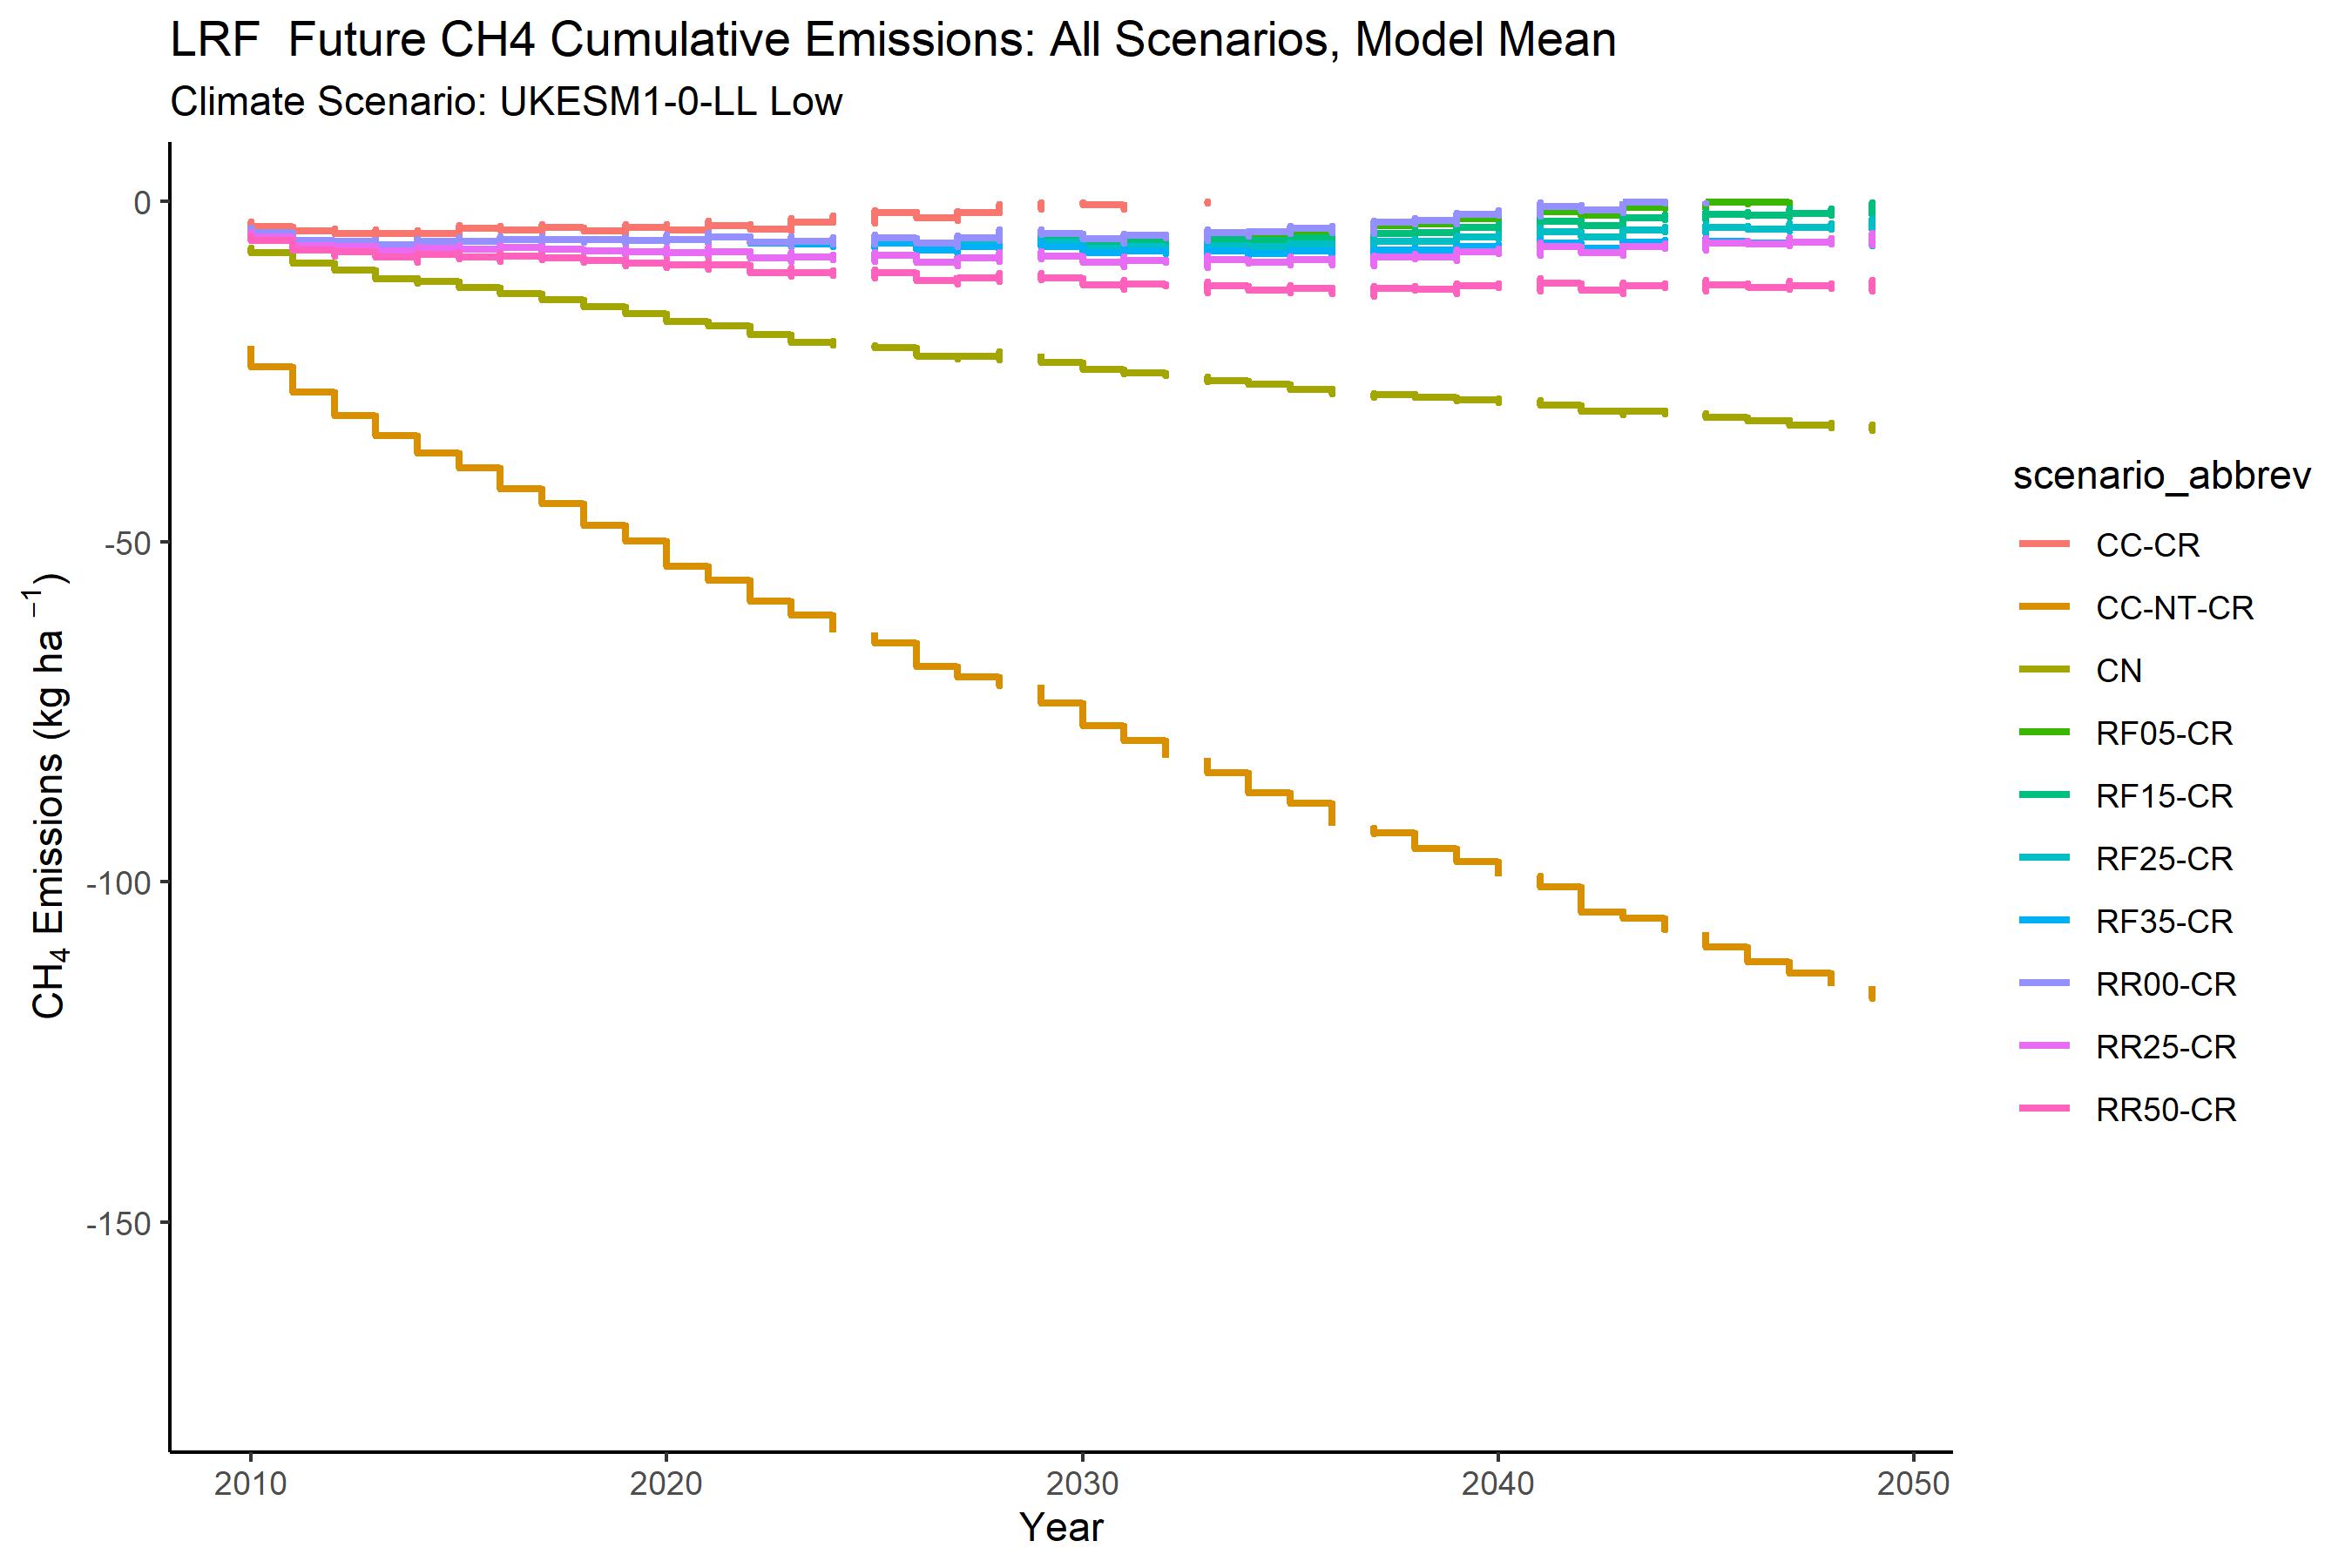 LRF  Future CH4 Cumulative Emissions: All Scenarios, Model Mean
Climate Scenario: UKESM1-0-LL Low
CH₄ Emissions (kg ha ⁻¹)
0
-50
-100
-150
2010
2020
2030
2040
2050
Year
scenario_abbrev
CC-CR
CC-NT-CR
CN
RF05-CR
RF15-CR
RF25-CR
RF35-CR
RR00-CR
RR25-CR
RR50-CR